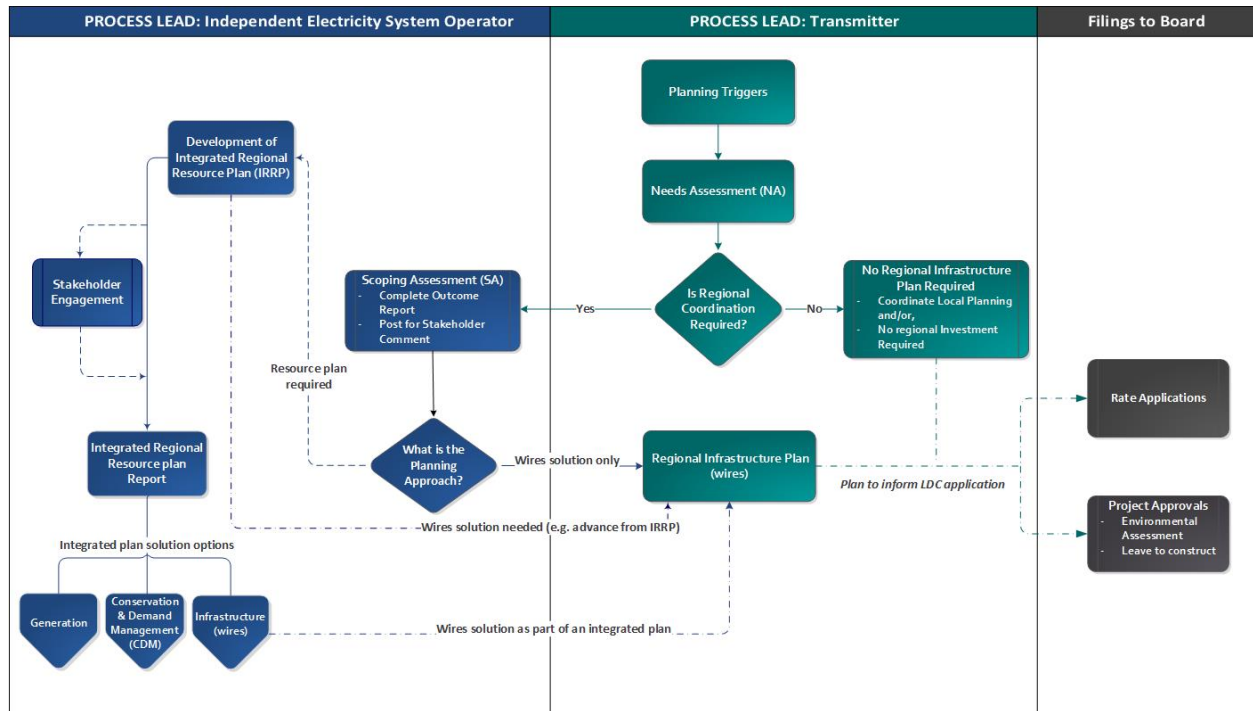 PROCESS LEAD: Independent Electricity System Operator
PROCESS LEAD: Transmitter
Filings to Board
Planning Triggers
Development of
Integrated Regional
Resource Plan (IRRP)
Needs Assessment (NA)
Stakeholder
Engagement
Scoping Assessment (SA)
- Complete Outcome
Report
- Post for Stakeholder
Comment
Yes
Is Regional
Coordination
Required?
No
No Regional Infrastructure
Plan Required
- Coordinate Local Planning
and/or,
- No regional Investment
Required
Resource plan
required
Rate Applications
Integrated Regional
Resource plan
Report
What is the
Planning
Approach?
Wires solution only
Regional Infrastructure Plan
(wires)
Plan to inform LDC application
Project Approvals
- Environmental
Assessment
- Leave to construct
Wires solution needed (e.g. advance from IRRP)
Integrated plan solution options
Generation
Conservation
& Demand
Management
(CDM)
Infrastructure
(wires)
Wires solution as part of an integrated plan